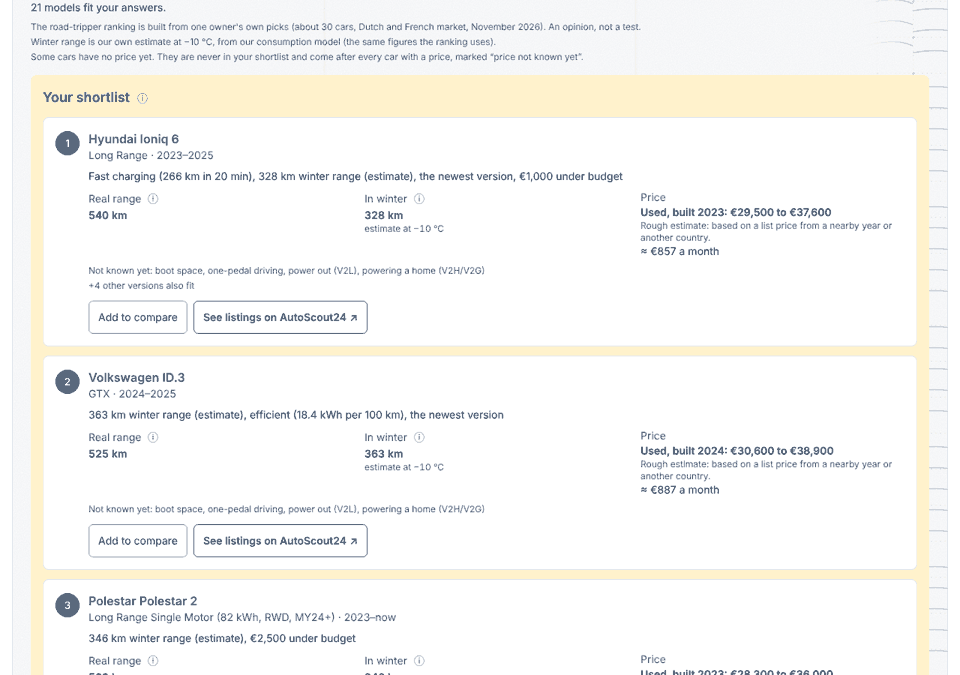 21 models fit your answers.
The road-tripper ranking is built from one owner's own picks (about 30 cars, Dutch and French market, November 2026). An opinion, not a test.
Winter range is our own estimate at −10 °C, from our consumption model (the same figures the ranking uses).
Some cars have no price yet. They are never in your shortlist and come after every car with a price, marked “price not known yet”.
Your shortlist ⓘ
1
Hyundai Ioniq 6
Long Range · 2023–2025
Fast charging (266 km in 20 min), 328 km winter range (estimate), the newest version, €1,000 under budget
Real range ⓘ
540 km
In winter ⓘ
328 km
estimate at −10 °C
Price
Used, built 2023: €29,500 to €37,600
Rough estimate: based on a list price from a nearby year or
another country.
≈ €857 a month
Not known yet: boot space, one-pedal driving, power out (V2L), powering a home (V2H/V2G)
+4 other versions also fit
Add to compare
See listings on AutoScout24 ↗
2
Volkswagen ID.3
GTX · 2024–2025
363 km winter range (estimate), efficient (18.4 kWh per 100 km), the newest version
Real range ⓘ
525 km
In winter ⓘ
363 km
estimate at −10 °C
Price
Used, built 2024: €30,600 to €38,900
Rough estimate: based on a list price from a nearby year or
another country.
≈ €887 a month
Not known yet: boot space, one-pedal driving, power out (V2L), powering a home (V2H/V2G)
Add to compare
See listings on AutoScout24 ↗
3
Polestar Polestar 2
Long Range Single Motor (82 kWh, RWD, MY24+) · 2023–now
346 km winter range (estimate), €2,500 under budget
Real range ⓘ
In winter ⓘ
Price
Used, built 2023: €28,300 to €36,000